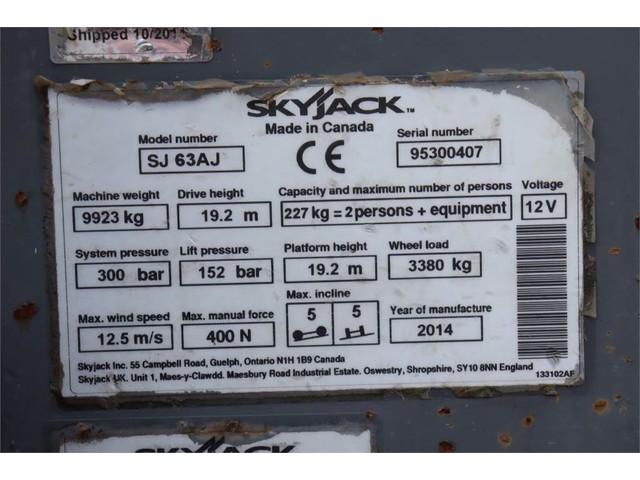 Shipped 10/201
SKYJACK™
Made in Canada
Model number
SJ 63AJ
CE
Serial number
95300407
Machine weight
9923 kg
Drive height
19.2 m
Capacity and maximum number of persons
227 kg = 2persons + equipment
Voltage
12 V
System pressure
300 bar
Lift pressure
152 bar
Platform height
19.2 m
Wheel load
3380 kg
Max. wind speed
12.5 m/s
Max. manual force
400 N
Max. incline
5 5
Year of manufacture
2014
Skyjack Inc. 55 Campbell Road, Guelph, Ontario N1H 1B9 Canada
Skyjack UK. Unit 1, Maes-y-Clawdd. Maesbury Road Industrial Estate. Oswestry, Shropshire, SY10 8NN England
133102AF
SKYJACK